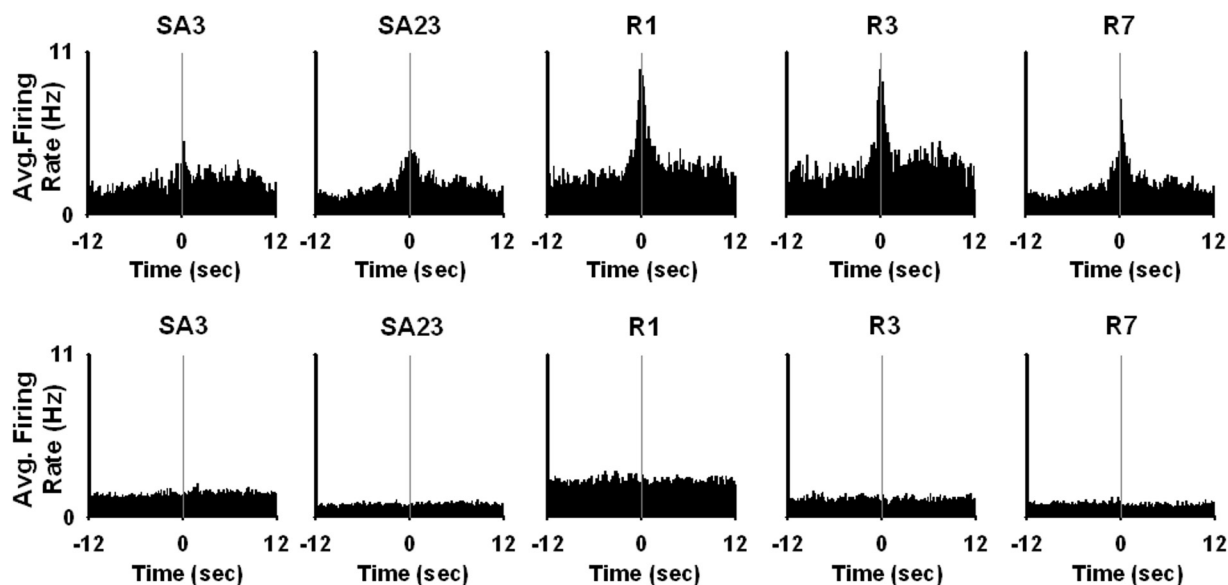 SA3 SA23 R1 R3 R7
Avg.Firing
Rate (Hz)
11
0
-12 0 12 -12 0 12 -12 0 12 -12 0 12 -12 0 12
Time (sec) Time (sec) Time (sec) Time (sec) Time (sec)
SA3 SA23 R1 R3 R7
Avg. Firing
Rate (Hz)
11
0
-12 0 12 -12 0 12 -12 0 12 -12 0 12 -12 0 12
Time (sec) Time (sec) Time (sec) Time (sec) Time (sec)